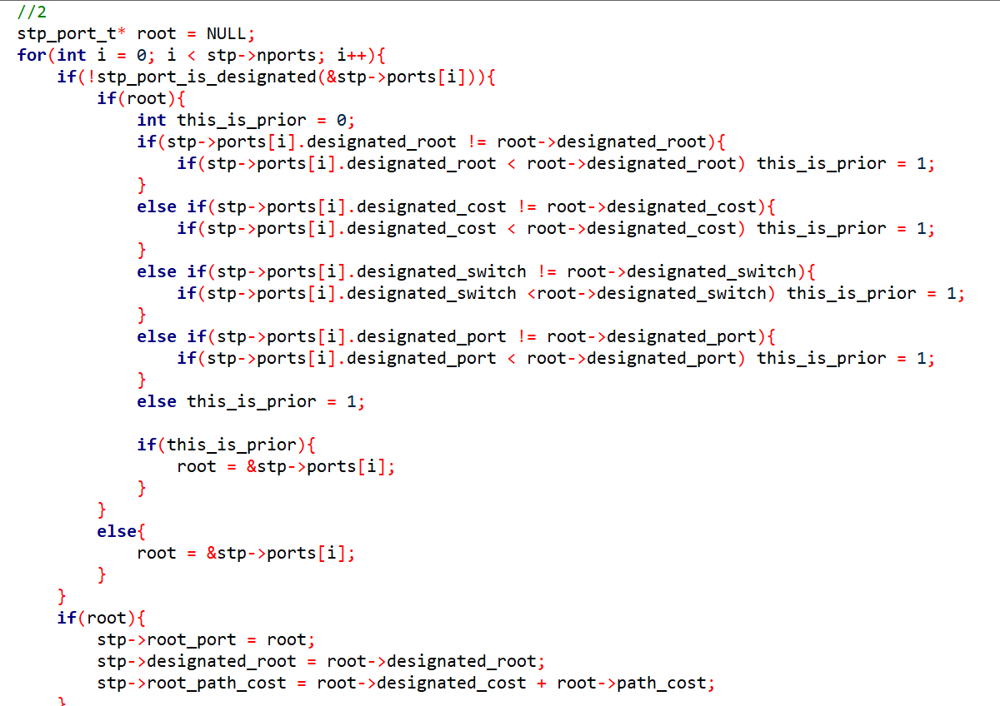 //2
stp_port_t* root = NULL;
for(int i = 0; i < stp->nports; i++){
    if(!stp_port_is_designated(&stp->ports[i])){
        if(root){
            int this_is_prior = 0;
            if(stp->ports[i].designated_root != root->designated_root){
                if(stp->ports[i].designated_root < root->designated_root) this_is_prior = 1;
            }
            else if(stp->ports[i].designated_cost != root->designated_cost){
                if(stp->ports[i].designated_cost < root->designated_cost) this_is_prior = 1;
            }
            else if(stp->ports[i].designated_switch != root->designated_switch){
                if(stp->ports[i].designated_switch <root->designated_switch) this_is_prior = 1;
            }
            else if(stp->ports[i].designated_port != root->designated_port){
                if(stp->ports[i].designated_port < root->designated_port) this_is_prior = 1;
            }
            else this_is_prior = 1;

            if(this_is_prior){
                root = &stp->ports[i];
            }
        }
        else{
            root = &stp->ports[i];
        }
    }
    if(root){
        stp->root_port = root;
        stp->designated_root = root->designated_root;
        stp->root_path_cost = root->designated_cost + root->path_cost;
    }